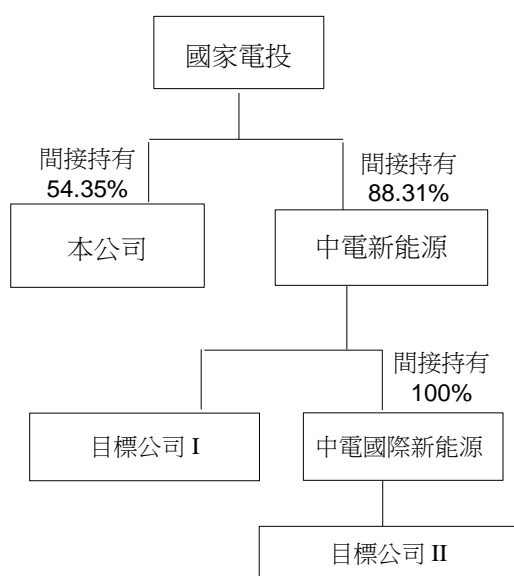 國家電投
間接持有
54.35%
間接持有
88.31%
本公司
中電新能源
間接持有
100%
目標公司 I
中電國際新能源
目標公司 II